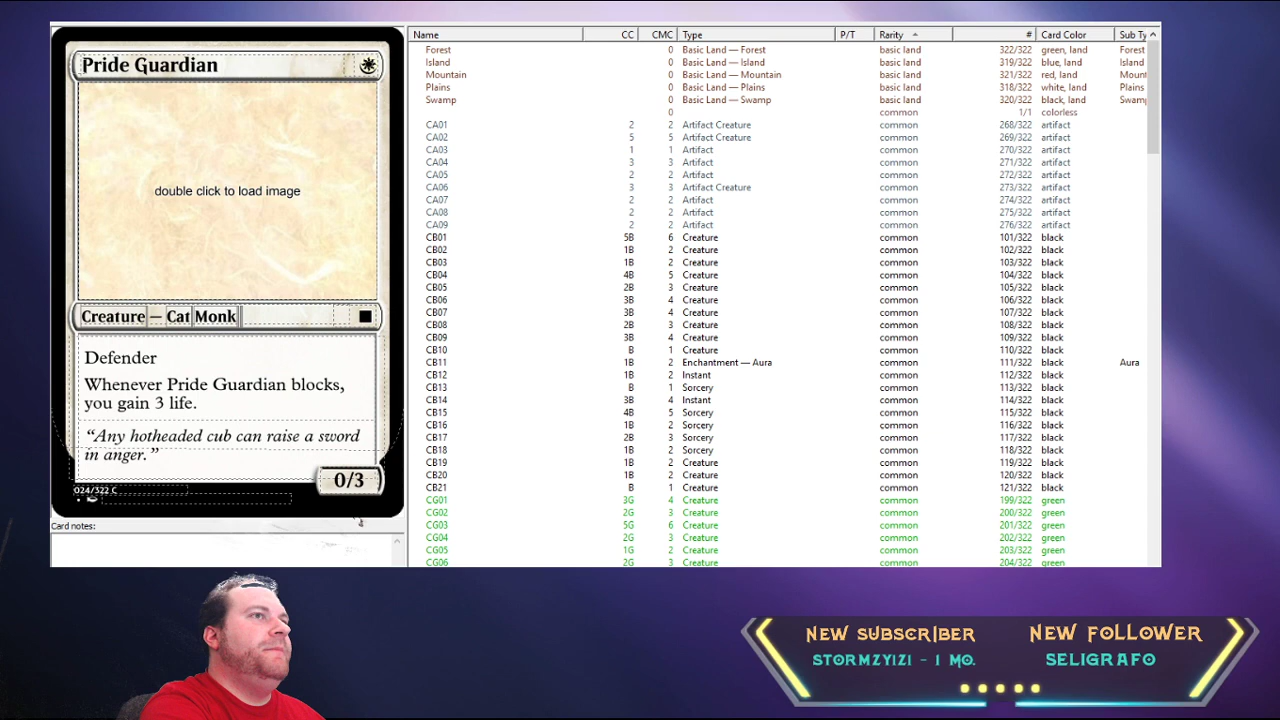 Pride Guardian
double click to load image
Creature — Cat Monk
Defender
Whenever Pride Guardian blocks,
you gain 3 life.
“Any hotheaded cub can raise a sword
in anger.”
0/3
024/322 C
Card notes:
Name CC CMC Type P/T Rarity # Card Color Sub Ty
Forest 0 Basic Land — Forest basic land 322/322 green, land Forest
Island 0 Basic Land — Island basic land 319/322 blue, land Island
Mountain 0 Basic Land — Mountain basic land 321/322 red, land Mount
Plains 0 Basic Land — Plains basic land 318/322 white, land Plains
Swamp 0 Basic Land — Swamp basic land 320/322 black, land Swamp
0 common 1/1 colorless
CA01 2 2 Artifact Creature common 268/322 artifact
CA02 5 5 Artifact Creature common 269/322 artifact
CA03 1 1 Artifact common 270/322 artifact
CA04 3 3 Artifact common 271/322 artifact
CA05 2 2 Artifact common 272/322 artifact
CA06 3 3 Artifact Creature common 273/322 artifact
CA07 2 2 Artifact common 274/322 artifact
CA08 2 2 Artifact common 275/322 artifact
CA09 2 2 Artifact common 276/322 artifact
CB01 5B 6 Creature common 101/322 black
CB02 1B 2 Creature common 102/322 black
CB03 1B 2 Creature common 103/322 black
CB04 4B 5 Creature common 104/322 black
CB05 2B 3 Creature common 105/322 black
CB06 3B 4 Creature common 106/322 black
CB07 3B 4 Creature common 107/322 black
CB08 2B 3 Creature common 108/322 black
CB09 3B 4 Creature common 109/322 black
CB10 B 1 Creature common 110/322 black
CB11 1B 2 Enchantment — Aura common 111/322 black Aura
CB12 1B 2 Instant common 112/322 black
CB13 B 1 Sorcery common 113/322 black
CB14 3B 4 Instant common 114/322 black
CB15 4B 5 Sorcery common 115/322 black
CB16 1B 2 Sorcery common 116/322 black
CB17 2B 3 Sorcery common 117/322 black
CB18 1B 2 Sorcery common 118/322 black
CB19 1B 2 Creature common 119/322 black
CB20 1B 2 Creature common 120/322 black
CB21 B 1 Creature common 121/322 black
CG01 3G 4 Creature common 199/322 green
CG02 2G 3 Creature common 200/322 green
CG03 5G 6 Creature common 201/322 green
CG04 2G 3 Creature common 202/322 green
CG05 1G 2 Creature common 203/322 green
CG06 2G 3 Creature common 204/322 green
NEW SUBSCRIBER
STORMZYIZI - 1 MO.
NEW FOLLOWER
SELIGRAFO